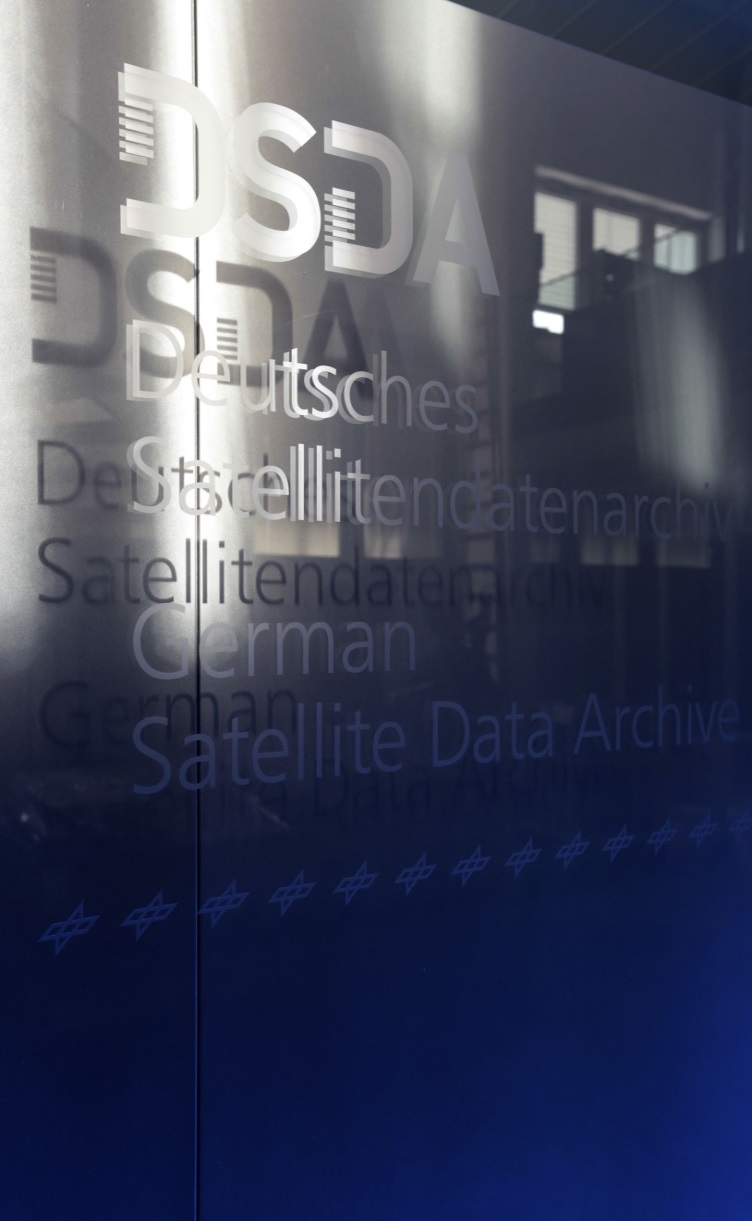 DSDA
Deutsches
Satellitendatenarchiv
German
Satellite Data Archive